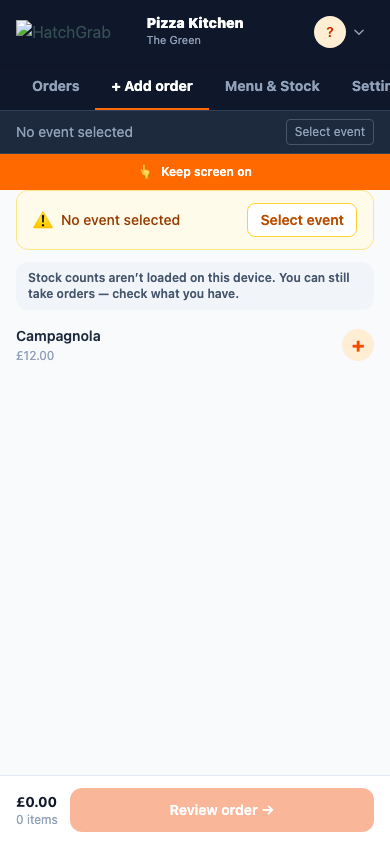 HatchGrab
Pizza Kitchen
The Green
?
Orders
+ Add order
Menu & Stock
Settin
No event selected
Select event
Keep screen on
No event selected
Select event
Stock counts aren’t loaded on this device. You can still
take orders — check what you have.
Campagnola
£12.00
+
£0.00
0 items
Review order →